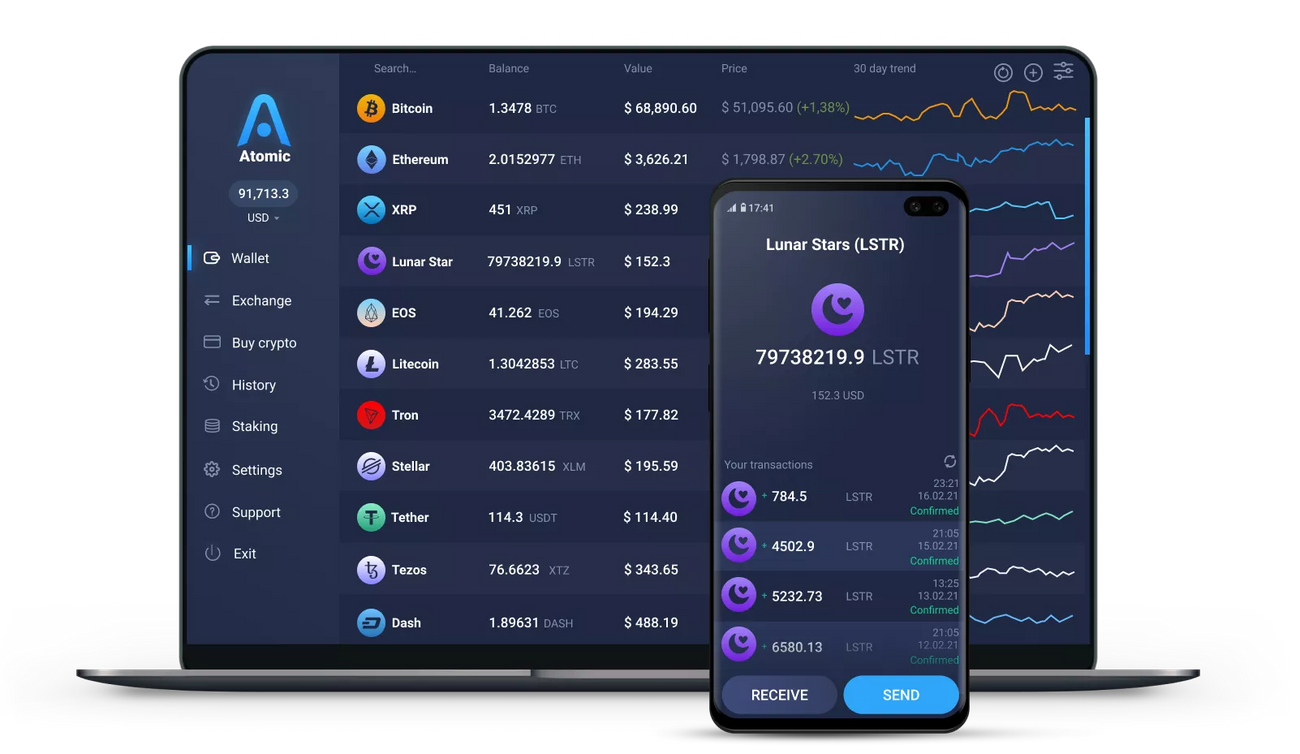 Atomic
91,713.3
USD
Wallet
Exchange
Buy crypto
History
Staking
Settings
Support
Exit
Search... Balance Value Price 30 day trend
Bitcoin 1.3478 BTC $ 68,890.60 $ 51,095.60 (+1,38%)
Ethereum 2.0152977 ETH $ 3,626.21 $ 1,798.87 (+2.70%)
XRP 451 XRP $ 238.99
Lunar Star 79738219.9 LSTR $ 152.3
EOS 41.262 EOS $ 194.29
Litecoin 1.3042853 LTC $ 283.55
Tron 3472.4289 TRX $ 177.82
Stellar 403.83615 XLM $ 195.59
Tether 114.3 USDT $ 114.40
Tezos 76.6623 XTZ $ 343.65
Dash 1.89631 DASH $ 488.19
17:41
Lunar Stars (LSTR)
79738219.9 LSTR
152.3 USD
Your transactions
23:21
+ 784.5 LSTR 16.02.21
Confirmed
21:05
+ 4502.9 LSTR 15.02.21
Confirmed
13:25
+ 5232.73 LSTR 13.02.21
Confirmed
21:05
+ 6580.13 LSTR 12.02.21
Confirmed
RECEIVE SEND